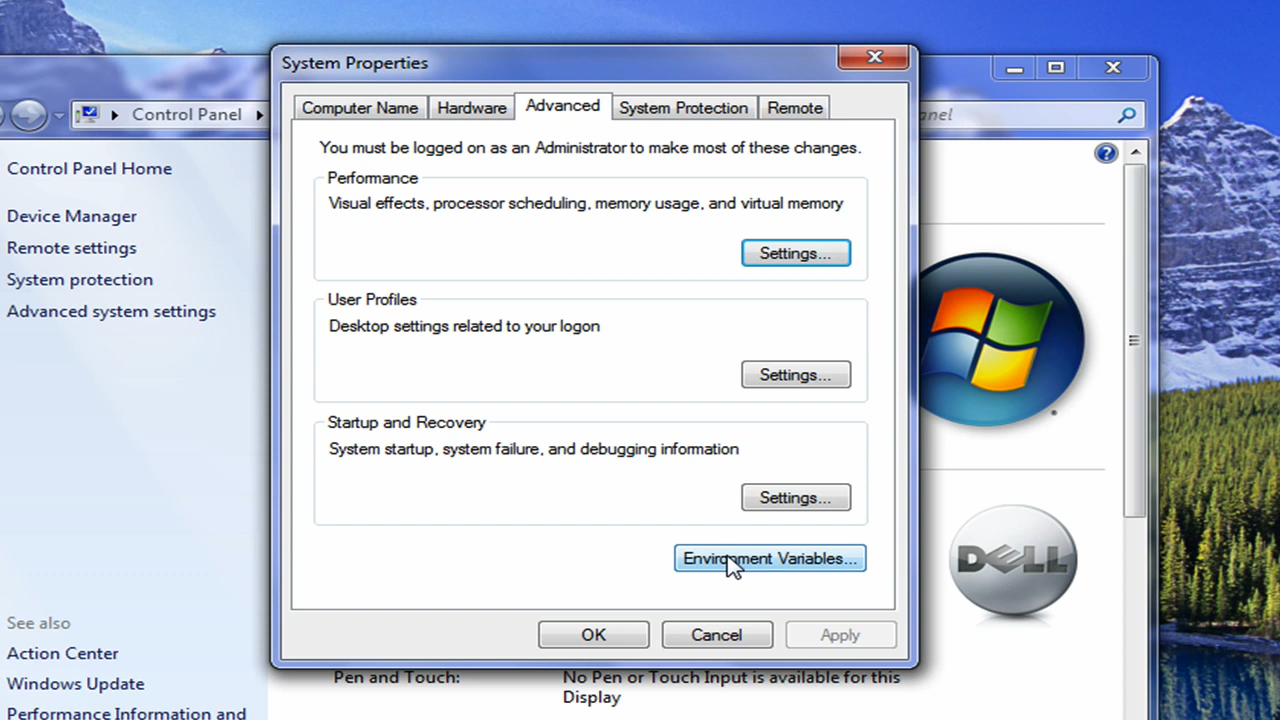 System Properties
Control Panel
anel
Computer Name
Hardware
Advanced
System Protection
Remote
You must be logged on as an Administrator to make most of these changes.
Performance
Visual effects, processor scheduling, memory usage, and virtual memory
Settings...
User Profiles
Desktop settings related to your logon
Settings...
Startup and Recovery
System startup, system failure, and debugging information
Settings...
Environment Variables...
OK
Cancel
Apply
Control Panel Home
Device Manager
Remote settings
System protection
Advanced system settings
See also
Action Center
Windows Update
Performance Information and
DELL
Pen and Touch:
No Pen or Touch Input is available for this
Display